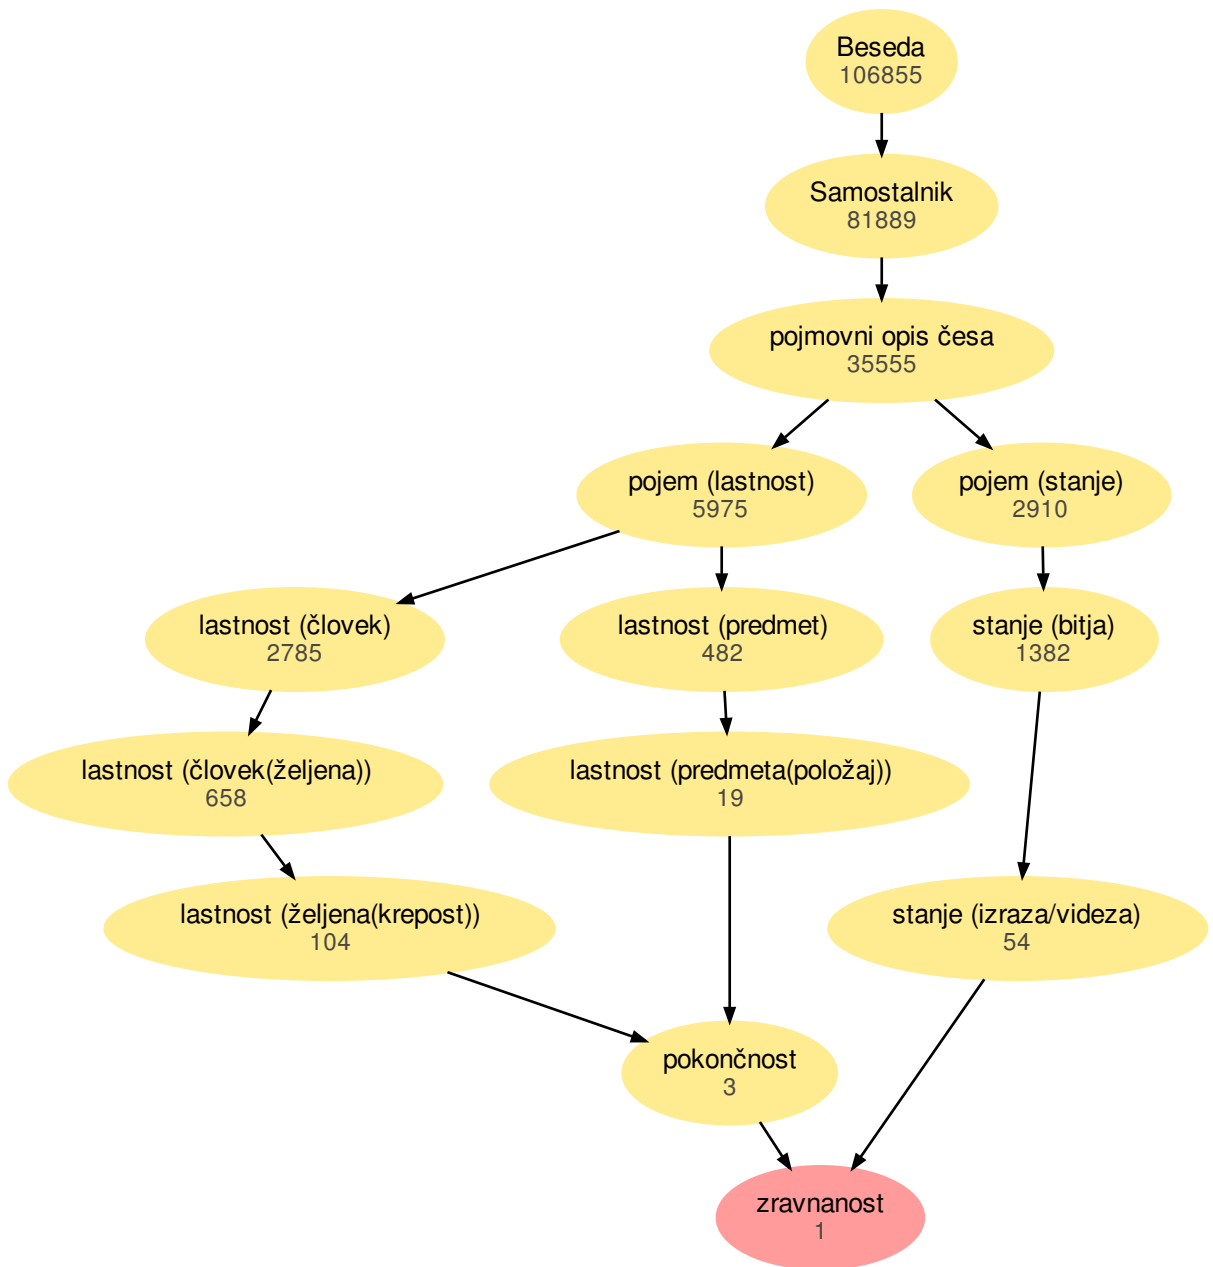 Beseda
106855
Samostalnik
81889
pojmovni opis česa
35555
pojem (lastnost)
5975
pojem (stanje)
2910
lastnost (človek)
2785
lastnost (predmet)
482
stanje (bitja)
1382
lastnost (človek(željena))
658
lastnost (predmeta(položaj))
19
lastnost (željena(krepost))
104
stanje (izraza/videza)
54
pokončnost
3
zravnanost
1